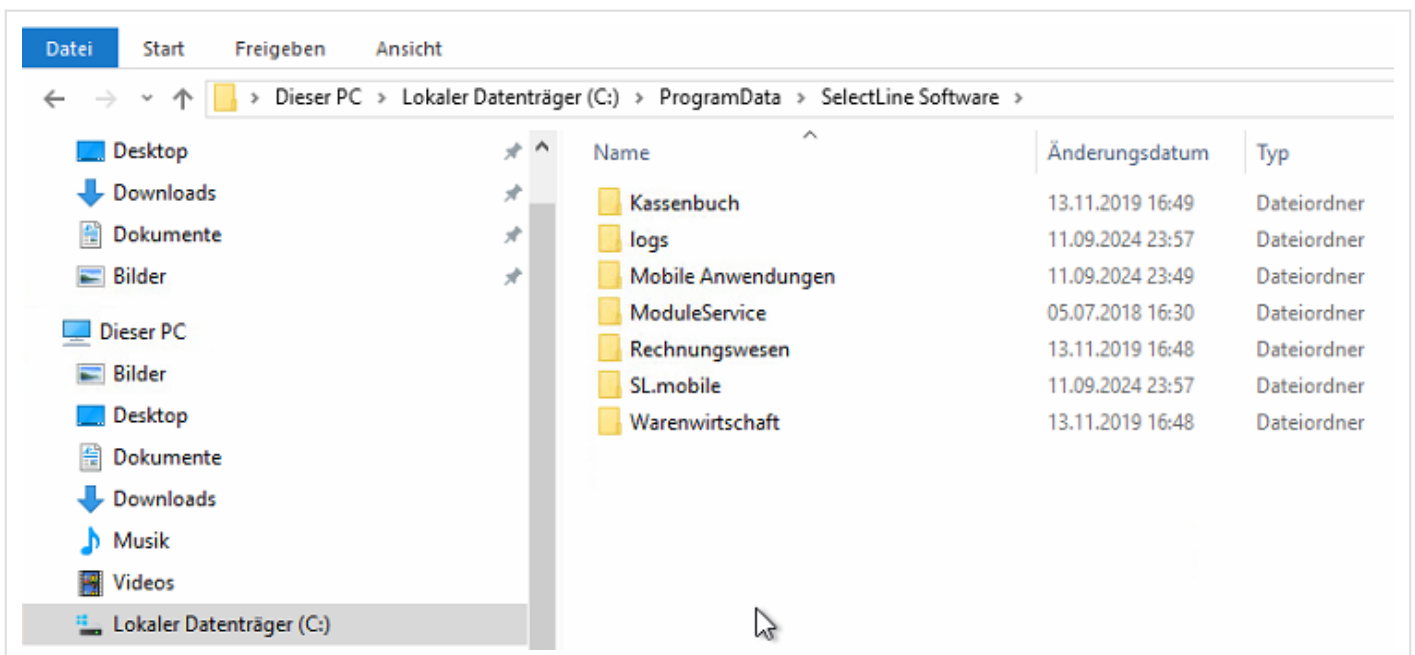 Datei Start Freigeben Ansicht
Dieser PC > Lokaler Datenträger (C:) > ProgramData > SelectLine Software >
Desktop
Downloads
Dokumente
Bilder
Dieser PC
Bilder
Desktop
Dokumente
Downloads
Musik
Videos
Lokaler Datenträger (C:)
Name Änderungsdatum Typ
Kassenbuch 13.11.2019 16:49 Dateiordner
logs 11.09.2024 23:57 Dateiordner
Mobile Anwendungen 11.09.2024 23:49 Dateiordner
ModuleService 05.07.2018 16:30 Dateiordner
Rechnungswesen 13.11.2019 16:48 Dateiordner
SL.mobile 11.09.2024 23:57 Dateiordner
Warenwirtschaft 13.11.2019 16:48 Dateiordner